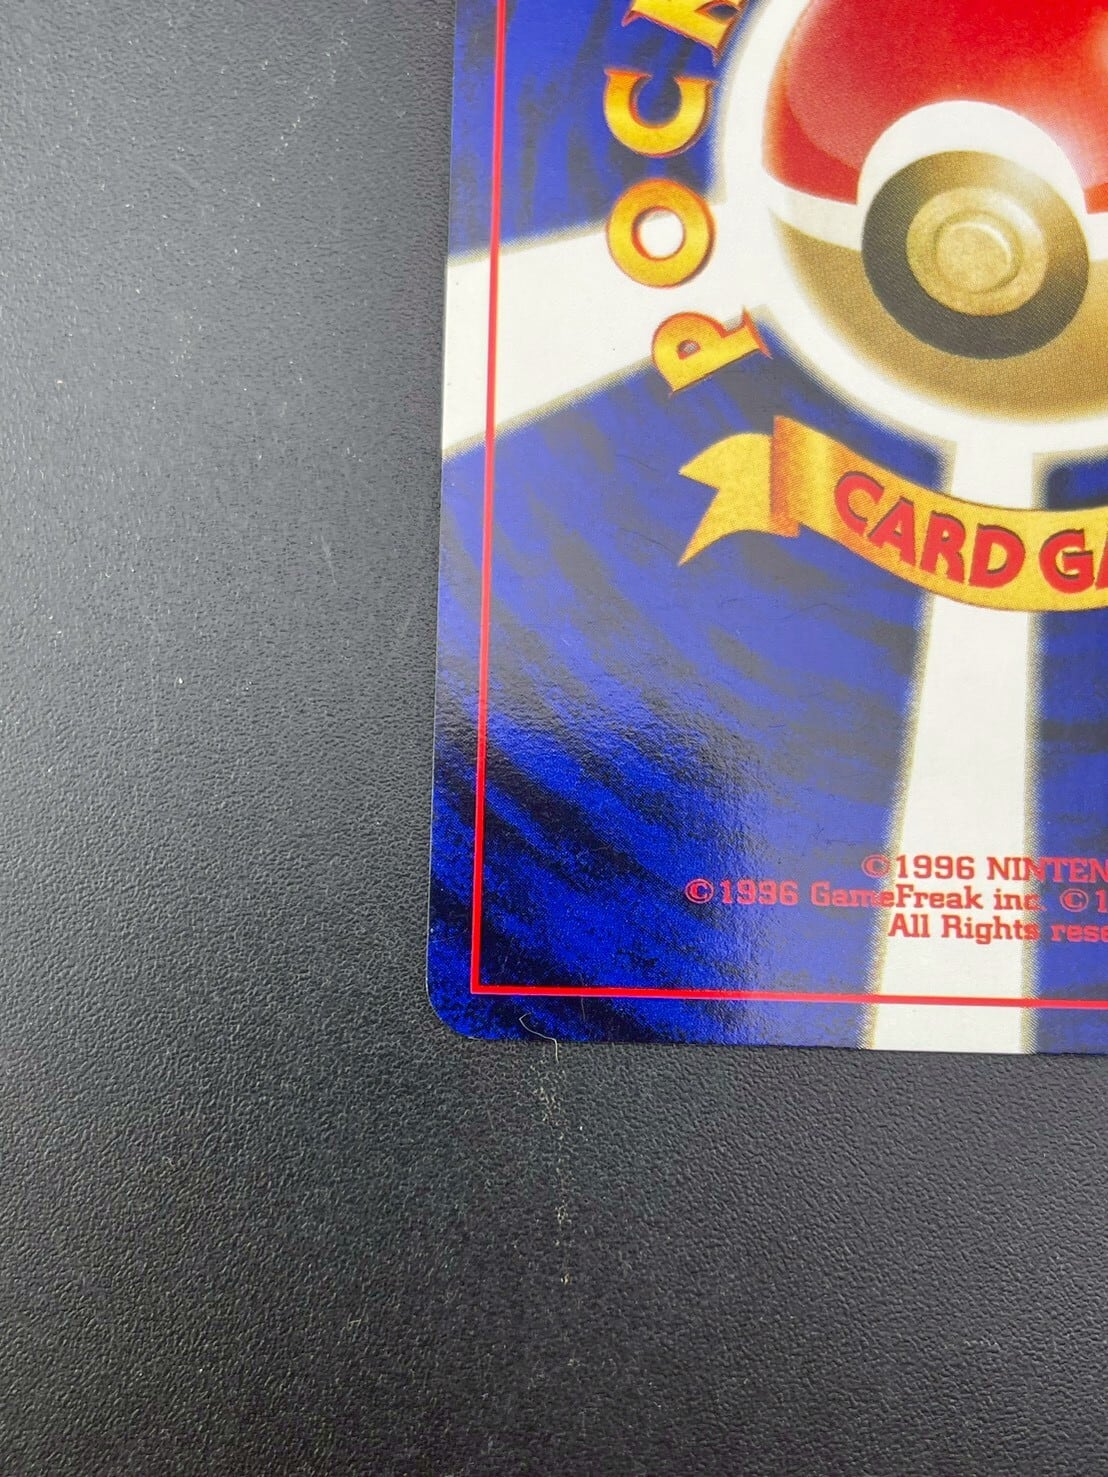 POCK
CARD GA
©1996 NINTEN
©1996 GameFreak inc. ©1
All Rights rese